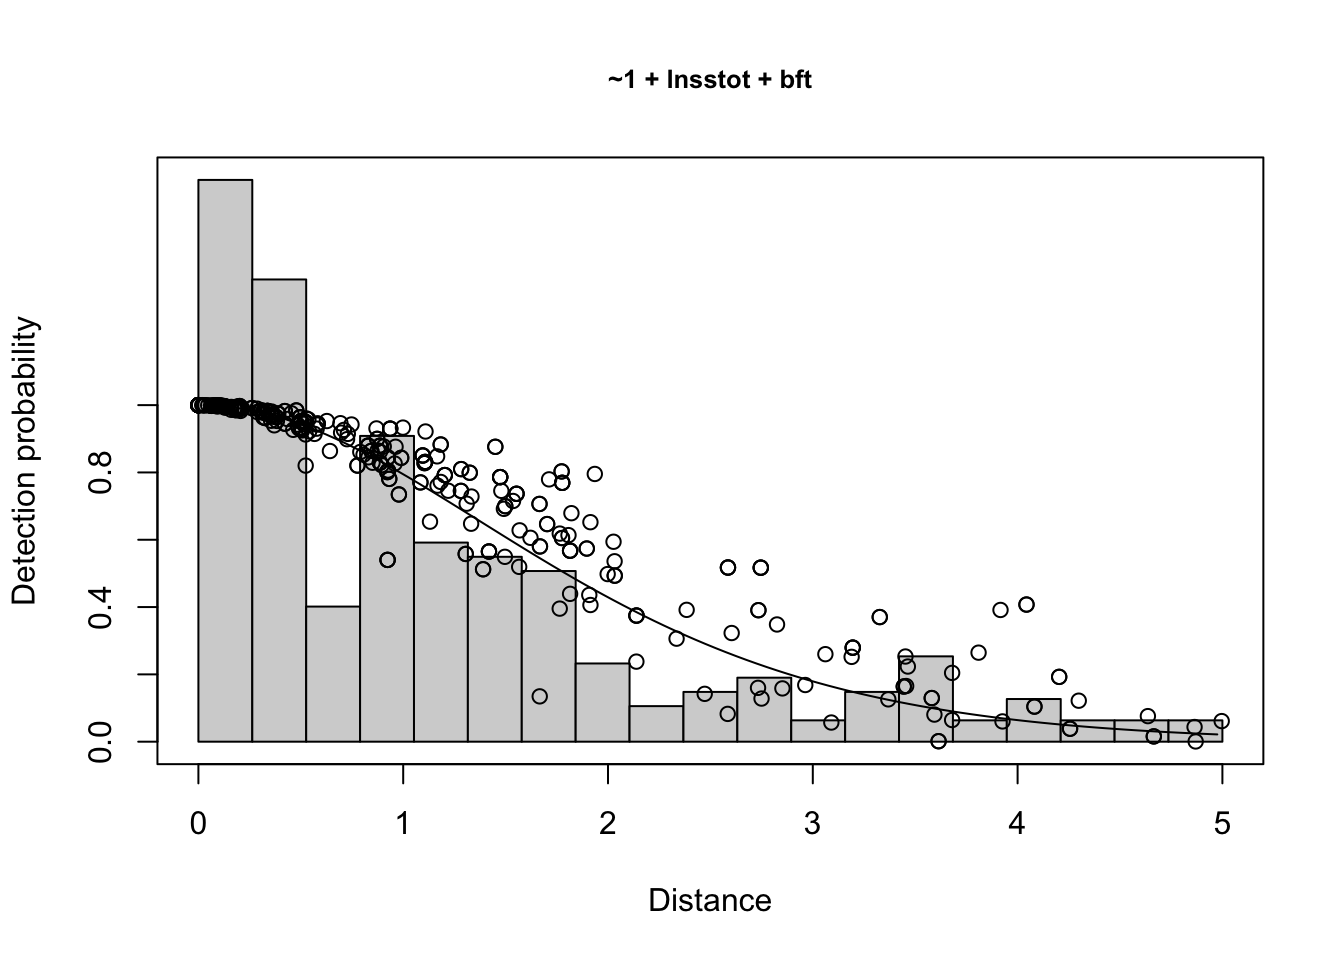 ~1 + lnsstot + bft
Detection probability
0.8
0.4
0.0
0 1 2 3 4 5
Distance